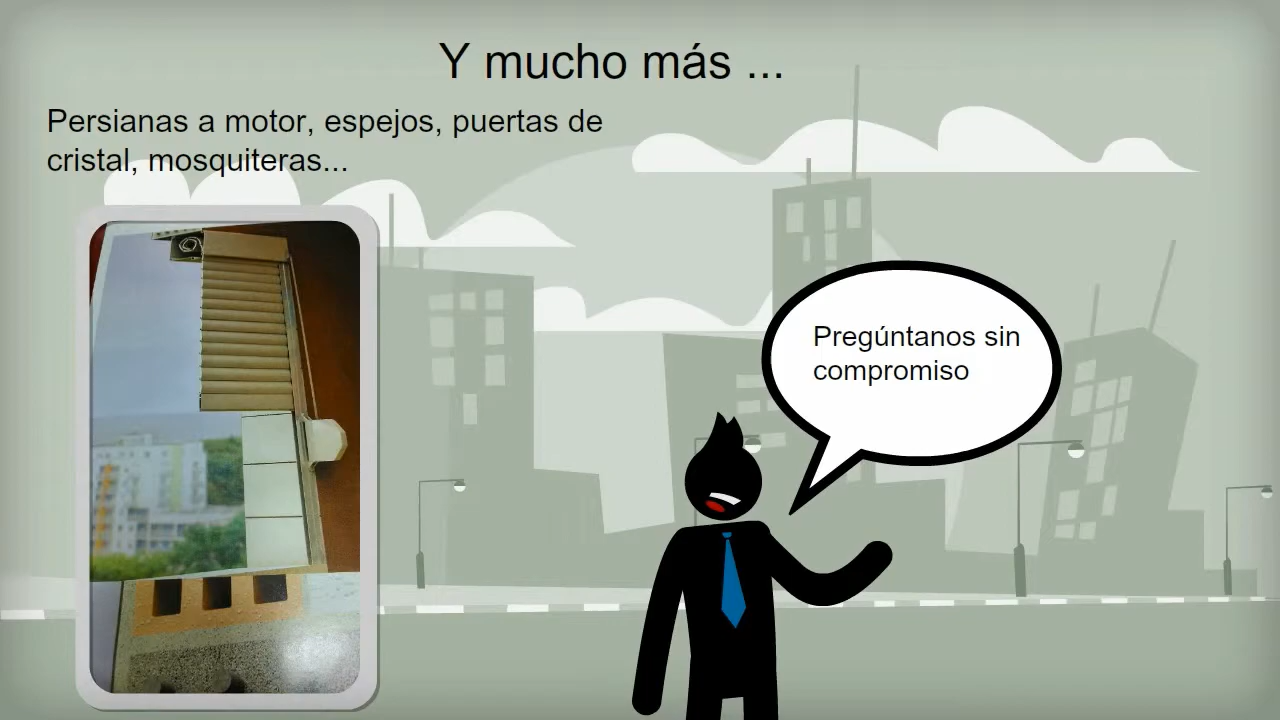 Y mucho más ...
Persianas a motor, espejos, puertas de
cristal, mosquiteras...
Pregúntanos sin
compromiso